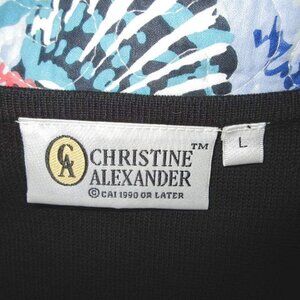 CA
CHRISTINE™
ALEXANDER
©CAI 1990 OR LATER
L